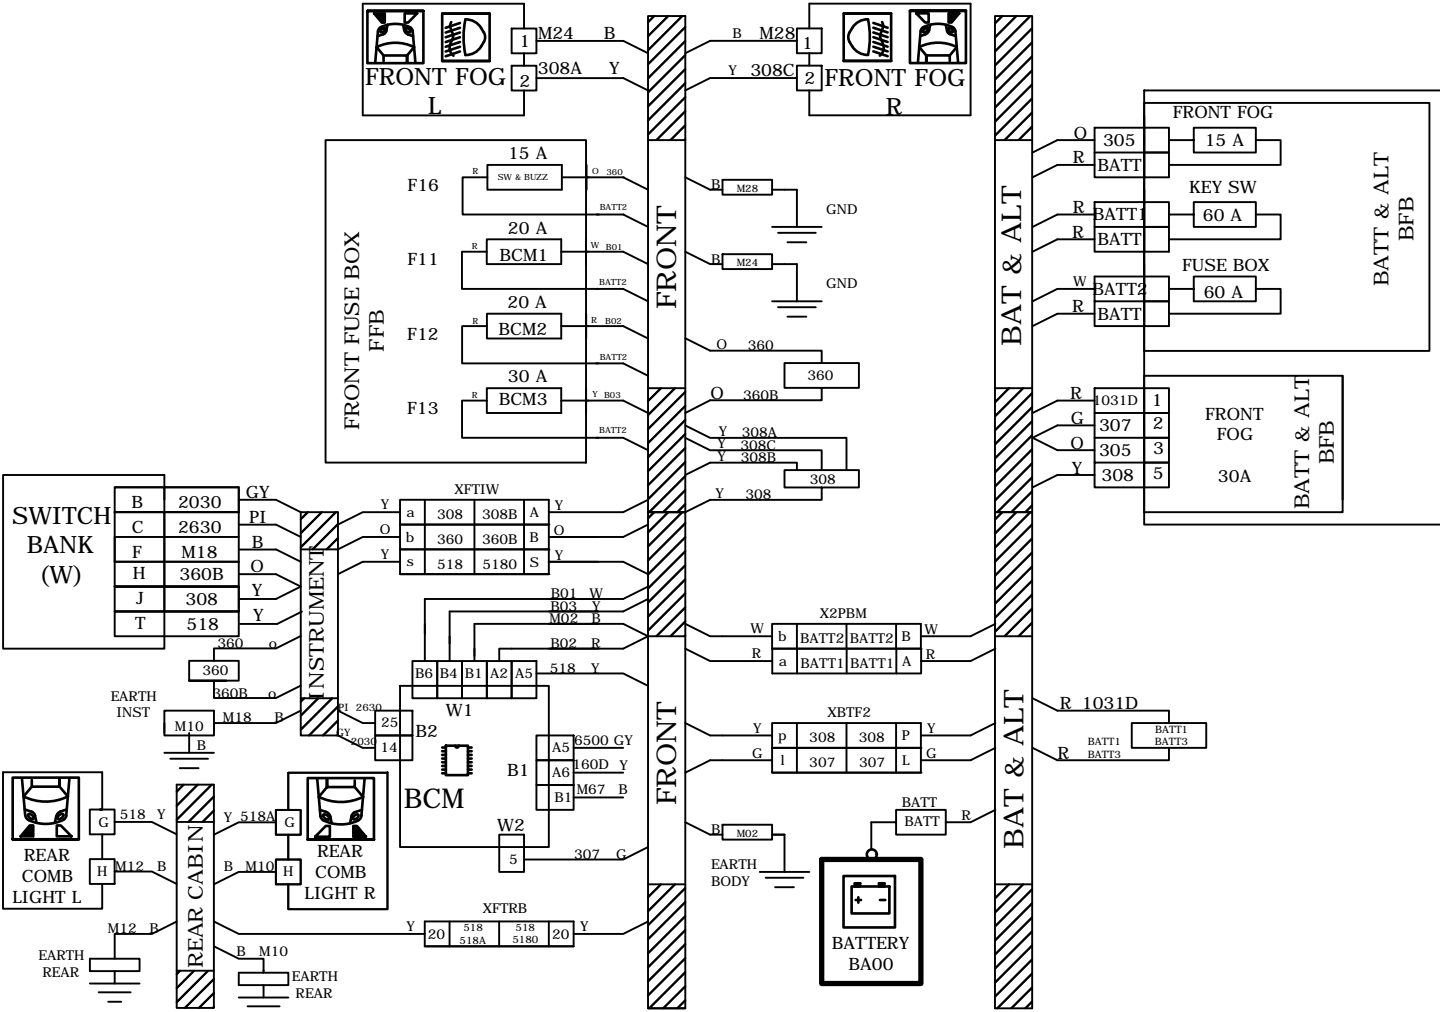 FRONT FOG
L
1 M24 B
2 308A Y
B M28 1
Y 308C 2
FRONT FOG
R
FRONT
BAT & ALT
FRONT FUSE BOX
FFB
F16
15 A
R SW & BUZZ O 360
BATT2
F11
20 A
R BCM1 W B01
BATT2
F12
20 A
R BCM2 R B02
BATT2
F13
30 A
R BCM3 Y B03
BATT2
B M28
GND
B M24
GND
O 360
360
O 360B
Y 308A
Y 308C
Y 308B
308
Y 308
FRONT FOG
O 305 15 A
R BATT
KEY SW
R BATT1 60 A
R BATT
FUSE BOX
W BATT2 60 A
R BATT
BATT & ALT
BFB
R 1031D 1
G 307 2
O 305 3
Y 308 5
FRONT
FOG
30A
BATT & ALT
BFB
SWITCH
BANK
(W)
B 2030 GY
C 2630 PI
F M18 B
H 360B O
J 308 Y
T 518 Y
360 o
360
360B o
EARTH
INST
M10
M18 B
B
INSTRUMENT
XFTIW
Y a 308 308B A Y
O b 360 360B B O
Y s 518 5180 S Y
B01 W
B03 Y
M02 B
B02 R
B6 B4 B1 A2 A5 518 Y
W1
PI 2630 25
GY 2030 14
B2
BCM
B1
A5 6500 GY
A6 160D Y
B1 M67 B
W2
5 307 G
FRONT
X2PBM
W b BATT2 BATT2 B W
R a BATT1 BATT1 A R
XBTF2
Y p 308 308 P Y
G l 307 307 L G
BAT & ALT
R 1031D
BATT1
BATT3
R
BATT1
BATT3
BATT
BATT R
BATTERY
BA00
B M02
EARTH
BODY
REAR
COMB
LIGHT L
G 518 Y
H M12 B
REAR CABIN
Y 518A G
B M10 H
REAR
COMB
LIGHT R
M12 B
EARTH
REAR
B M10
EARTH
REAR
XFTRB
Y 20 518 518 20 Y
518A 5180